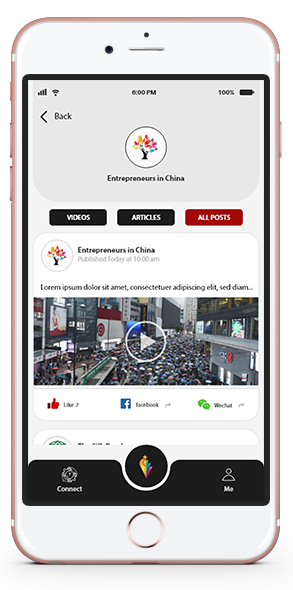 6:00 PM 100%
Back
Entrepreneurs in China
VIDEOS ARTICLES ALL POSTS
Entrepreneurs in China
Published Today at 10:00 am
Lorem ipsum dolor sit amet, consectetuer adipiscing elit, sed diam...
Like 7 facebook Wechat
Connect Me